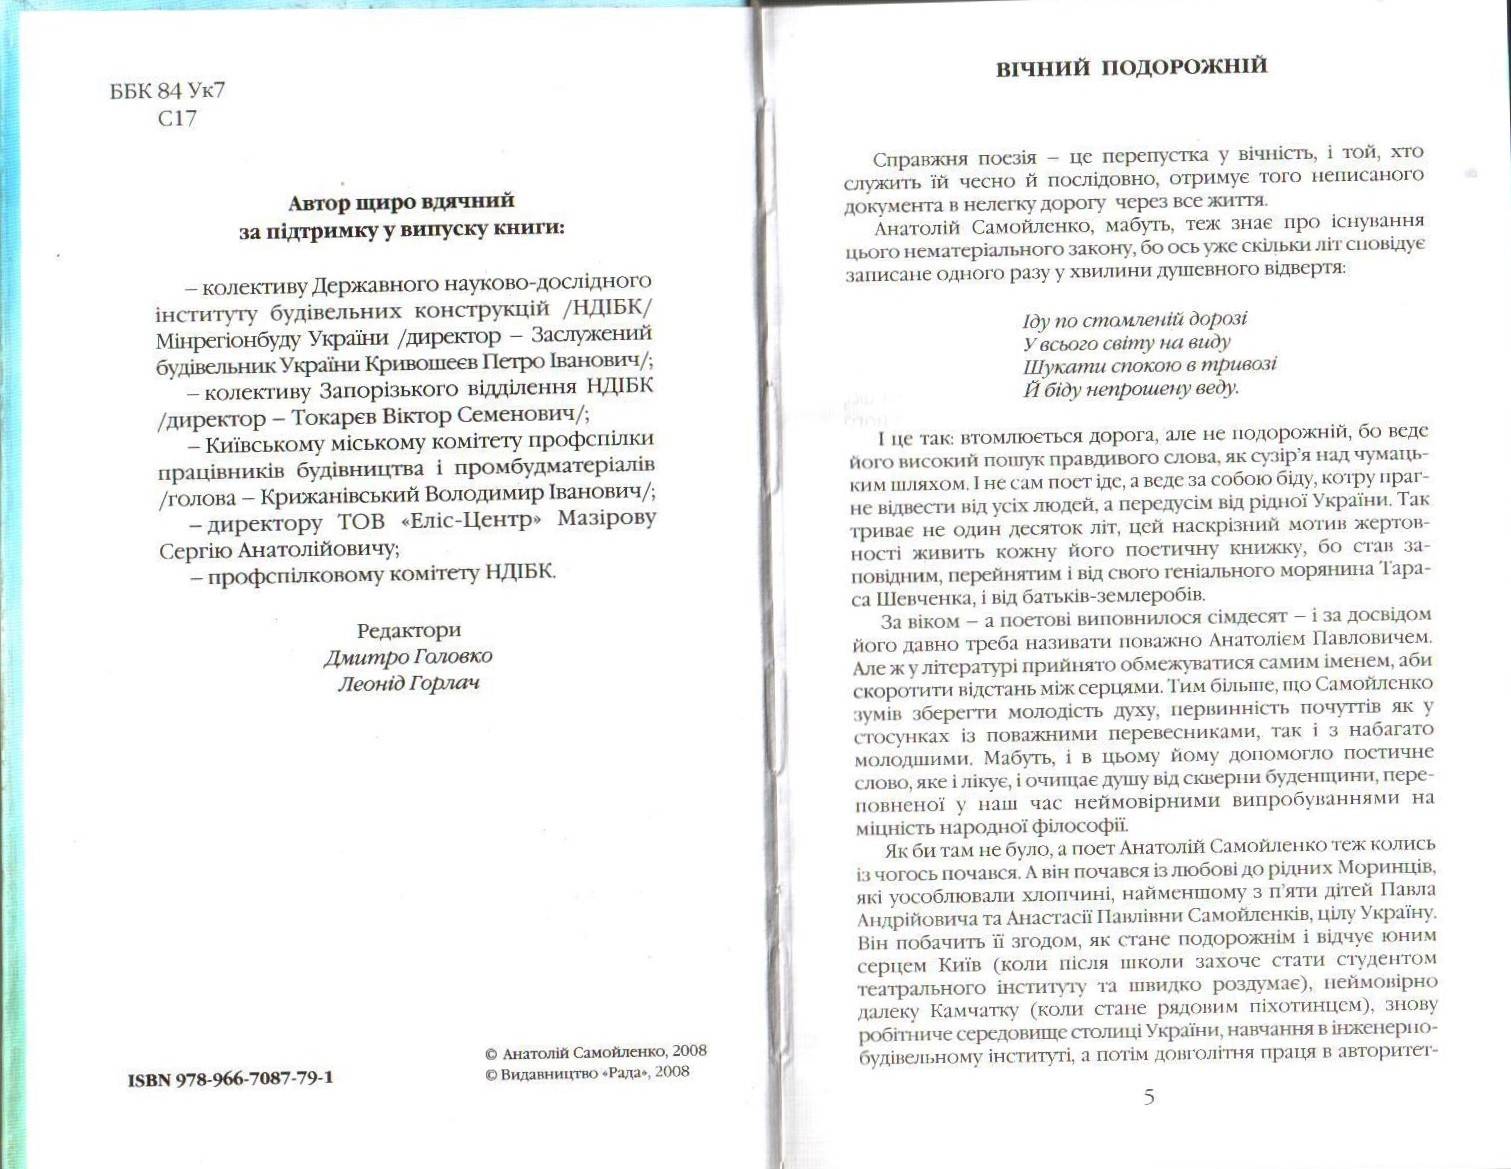 ББК 84 Ук7
С17
Автор щиро вдячний
за підтримку у випуску книги:
– колективу Державного науково-дослідного
інституту будівельних конструкцій /НДІБК/
Мінрегіонбуду України /директор – Заслужений
будівельник України Кривошеєв Петро Іванович/;
– колективу Запорізького відділення НДІБК
/директор – Токарєв Віктор Семенович/;
– Київському міському комітету профспілки
працівників будівництва і промбудматеріалів
/голова – Крижанівський Володимир Іванович/;
– директору ТОВ «Еліс-Центр» Мазірову
Сергію Анатолійовичу;
– профспілковому комітету НДІБК.
Редактори
Дмитро Головко
Леонід Горлач
ISBN 978-966-7087-79-1
© Анатолій Самойленко, 2008
© Видавництво «Рада», 2008
ВІЧНИЙ ПОДОРОЖНІЙ
Справжня поезія – це перепустка у вічність, і той, хто
служить їй чесно й послідовно, отримує того неписаного
документа в нелегку дорогу через все життя.
Анатолій Самойленко, мабуть, теж знає про існування
цього нематеріального закону, бо ось уже скільки літ сповідує
записане одного разу у хвилини душевного відвертя:
Іду по стомленій дорозі
У всього світу на виду
Шукати спокою в тривозі
Й біду непрошену веду.
І це так: втомлюється дорога, але не подорожній, бо веде
його високий пошук правдивого слова, як сузір'я над чумаць-
ким шляхом. І не сам поет іде, а веде за собою біду, котру праг-
не відвести від усіх людей, а передусім від рідної України. Так
триває не один десяток літ, цей наскрізний мотив жертов-
ності живить кожну його поетичну книжку, бо став за-
повідним, перейнятим і від свого геніального морянина Тара-
са Шевченка, і від батьків-землеробів.
За віком – а поетові виповнилося сімдесят – і за досвідом
його давно треба називати поважно Анатолієм Павловичем.
Але ж у літературі прийнято обмежуватися самим іменем, аби
скоротити відстань між серцями. Тим більше, що Самойленко
зумів зберегти молодість духу, первинність почуттів як у
стосунках із поважними перевесниками, так і з набагато
молодшими. Мабуть, і в цьому йому допомогло поетичне
слово, яке і лікує, і очищає душу від скверни буденщини, пере-
повненої у наш час неймовірними випробуваннями на
міцність народної філософії.
Як би там не було, а поет Анатолій Самойленко теж колись
із чогось почався. А він почався із любові до рідних Моринців,
які уособлювали хлопчині, найменшому з п'яти дітей Павла
Андрійовича та Анастасії Павлівни Самойленків, цілу Україну.
Він побачить її згодом, як стане подорожнім і відчує юним
серцем Київ (коли після школи захоче стати студентом
театрального інституту та швидко роздумає), неймовірно
далеку Камчатку (коли стане рядовим піхотинцем), знову
робітниче середовище столиці України, навчання в інженерно-
будівельному інституті, а потім довголітня праця в авторитет-
5